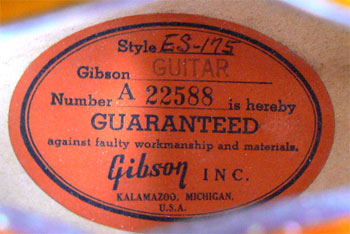 Style ES-175
Gibson GUITAR
Number A 22588 is hereby
GUARANTEED
against faulty workmanship and materials.
Gibson INC.
KALAMAZOO, MICHIGAN,
U.S.A.